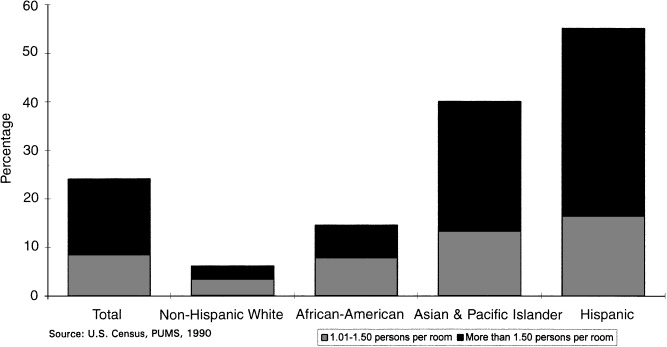 60
50
40
30
20
10
0
Percentage
Total Non-Hispanic White African-American Asian & Pacific Islander Hispanic
Source: U.S. Census, PUMS, 1990
1.01-1.50 persons per room More than 1.50 persons per room